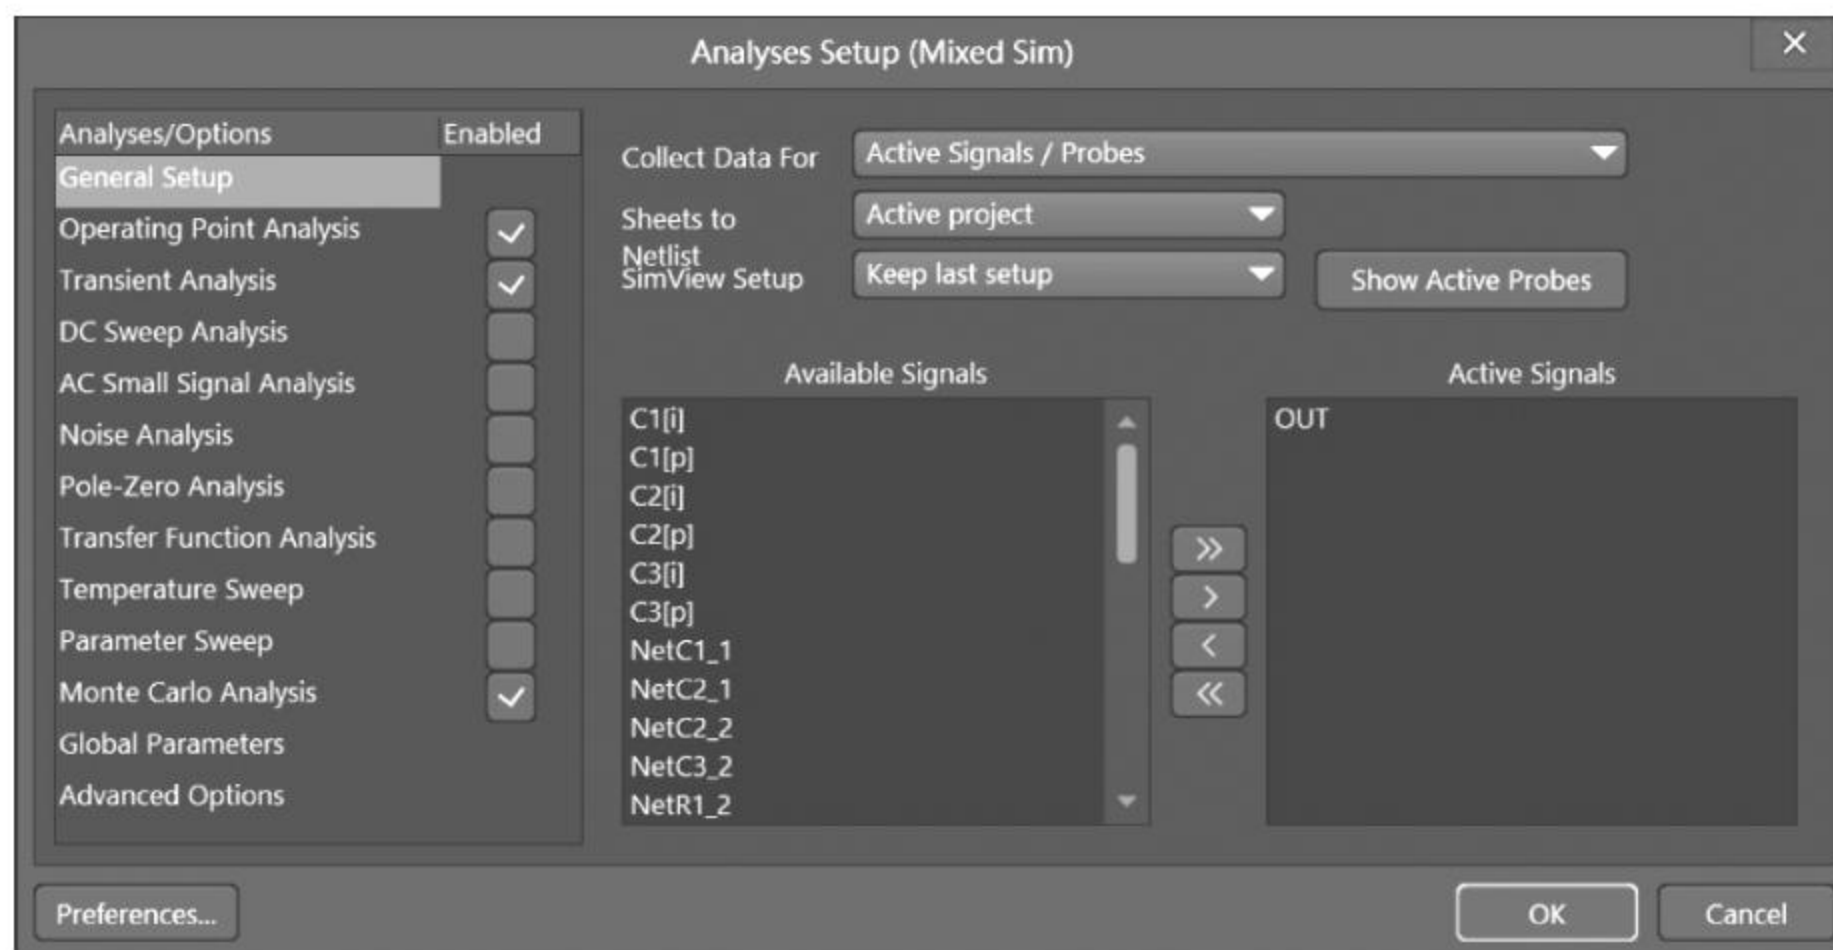 Analyses Setup (Mixed Sim)
Analyses/Options Enabled
General Setup
Operating Point Analysis
Transient Analysis
DC Sweep Analysis
AC Small Signal Analysis
Noise Analysis
Pole-Zero Analysis
Transfer Function Analysis
Temperature Sweep
Parameter Sweep
Monte Carlo Analysis
Global Parameters
Advanced Options
Collect Data For Active Signals / Probes
Sheets to Netlist Active project
SimView Setup Keep last setup Show Active Probes
Available Signals
C1[i]
C1[p]
C2[i]
C2[p]
C3[i]
C3[p]
NetC1_1
NetC2_1
NetC2_2
NetC3_2
NetR1_2
>>
>
<
<<
Active Signals
OUT
Preferences... OK Cancel